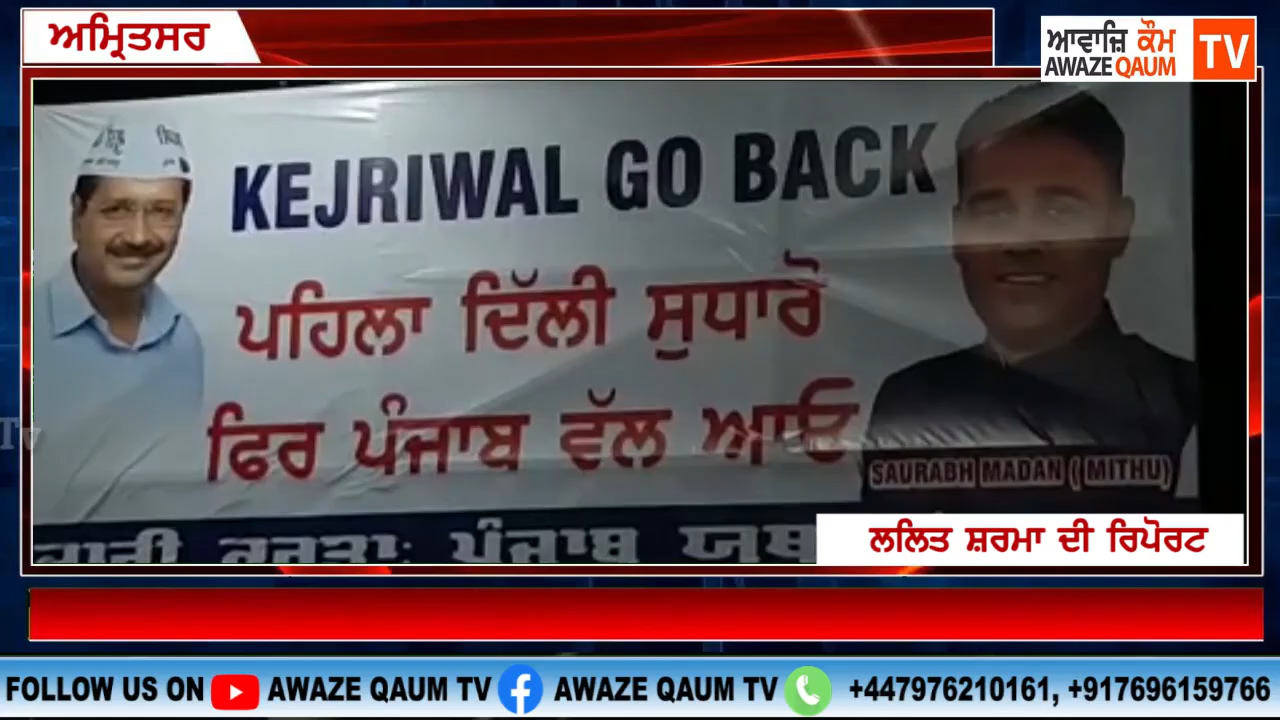 ਅਮ੍ਰਿਤਸਰ
ਆਵਾਜ਼ਿ ਕੌਮ
AWAZE QAUM TV
KEJRIWAL GO BACK
ਪਹਿਲਾ ਦਿੱਲੀ ਸੁਧਾਰੋ
ਫਿਰ ਪੰਜਾਬ ਵੱਲ ਆਓ
SAURABH MADAN ( MITHU )
ਪੰਜਾਬ
ਲਲਿਤ ਸ਼ਰਮਾ ਦੀ ਰਿਪੋਰਟ
FOLLOW US ON AWAZE QAUM TV AWAZE QAUM TV +447976210161, +917696159766